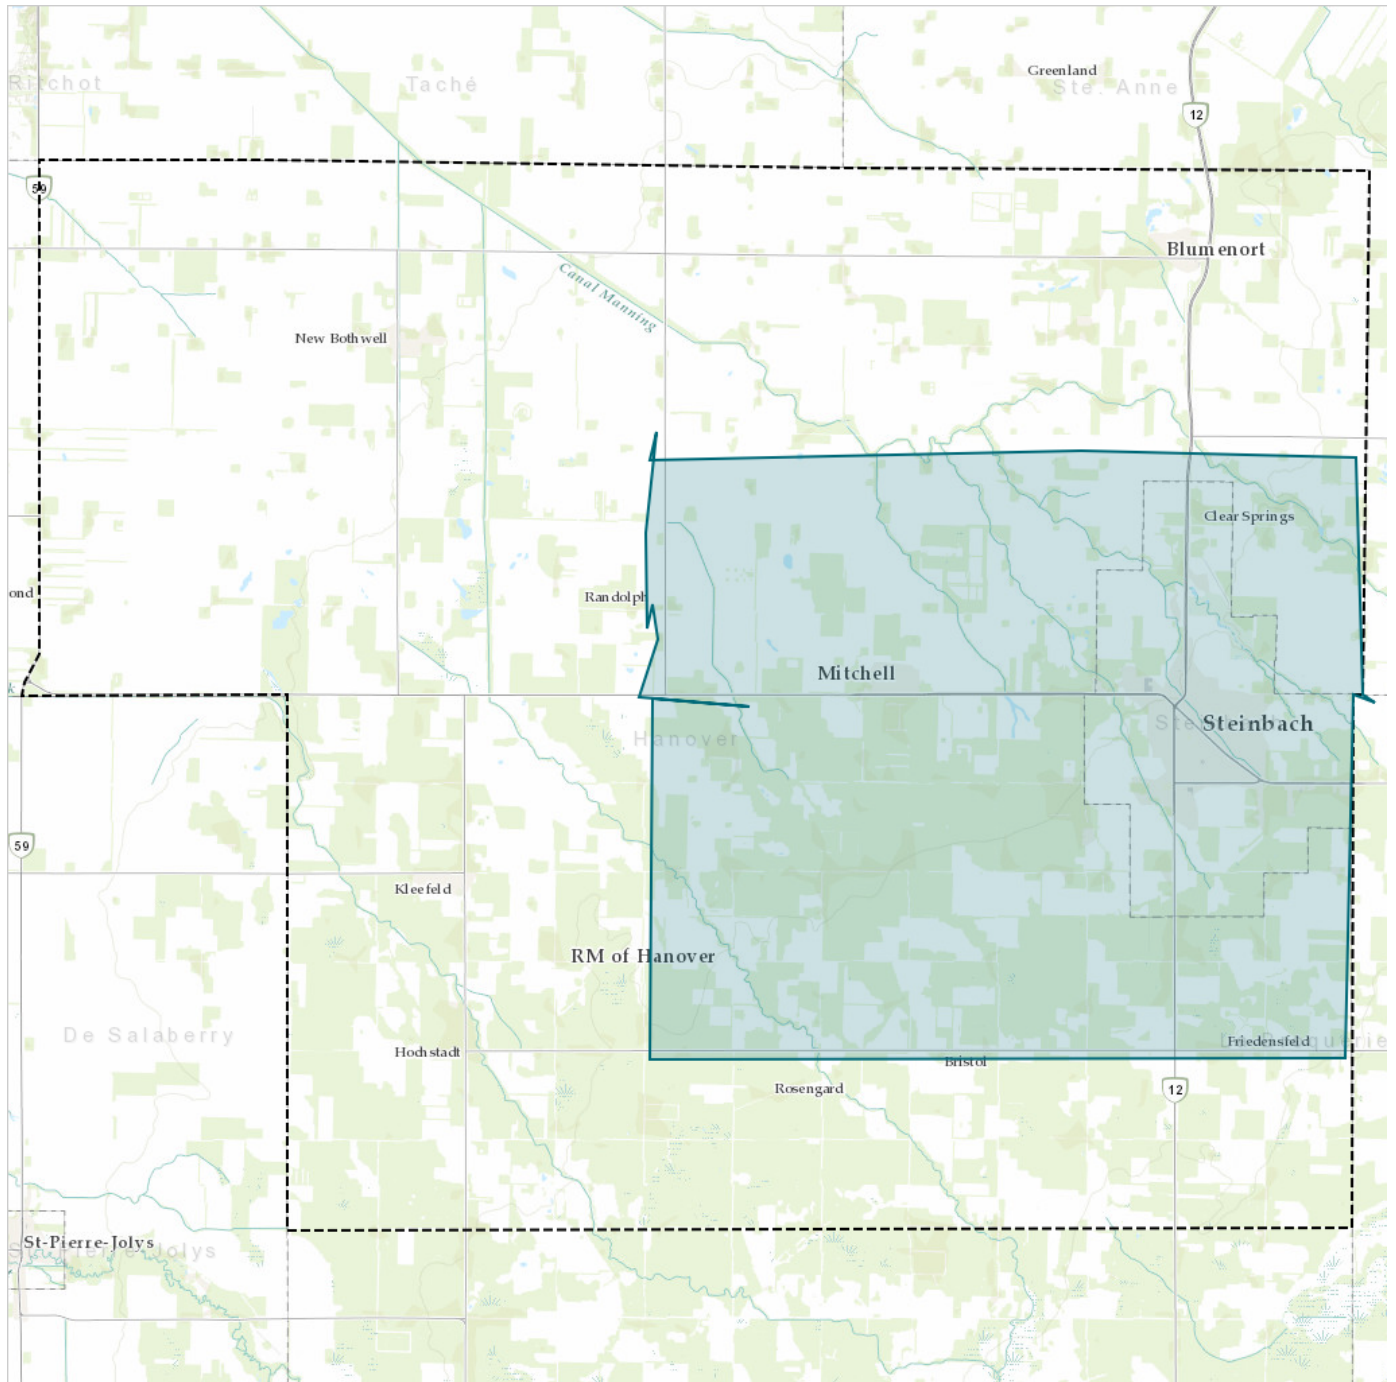 Greenland
Ritchot
Taché
Ste. Anne
12
59
Blumenort
Canal Manning
New Bothwell
Clear Springs
ond
Randolph
Mitchell
k
Steinbach
Hanover
59
Kleefeld
RM of Hanover
De Salaberry
Friedensfeld
Hochstadt
Bristol
Rosengard
12
St-Pierre-Jolys
St-Pierre-Jolys